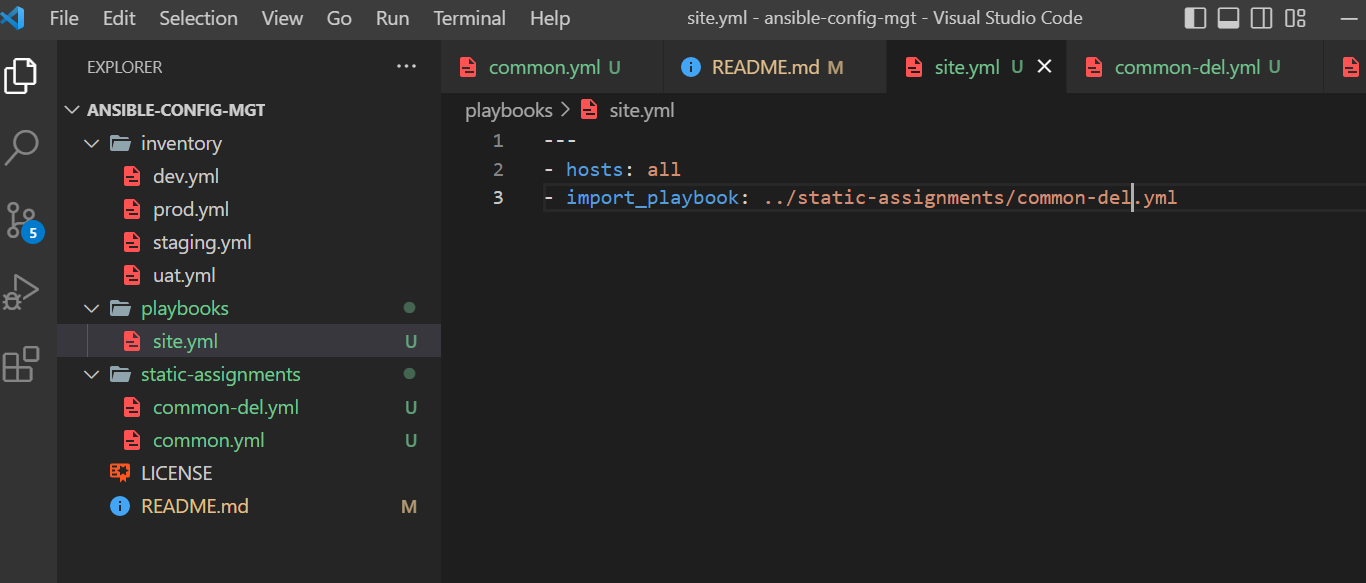 File Edit Selection View Go Run Terminal Help site.yml - ansible-config-mgt - Visual Studio Code
EXPLORER ...
ANSIBLE-CONFIG-MGT
inventory
dev.yml
prod.yml
staging.yml
uat.yml
playbooks
site.yml U
static-assignments
common-del.yml U
common.yml U
LICENSE
README.md M
5
common.yml U README.md M site.yml U common-del.yml U
playbooks > site.yml
1 ---
2 - hosts: all
3 - import_playbook: ../static-assignments/common-del.yml